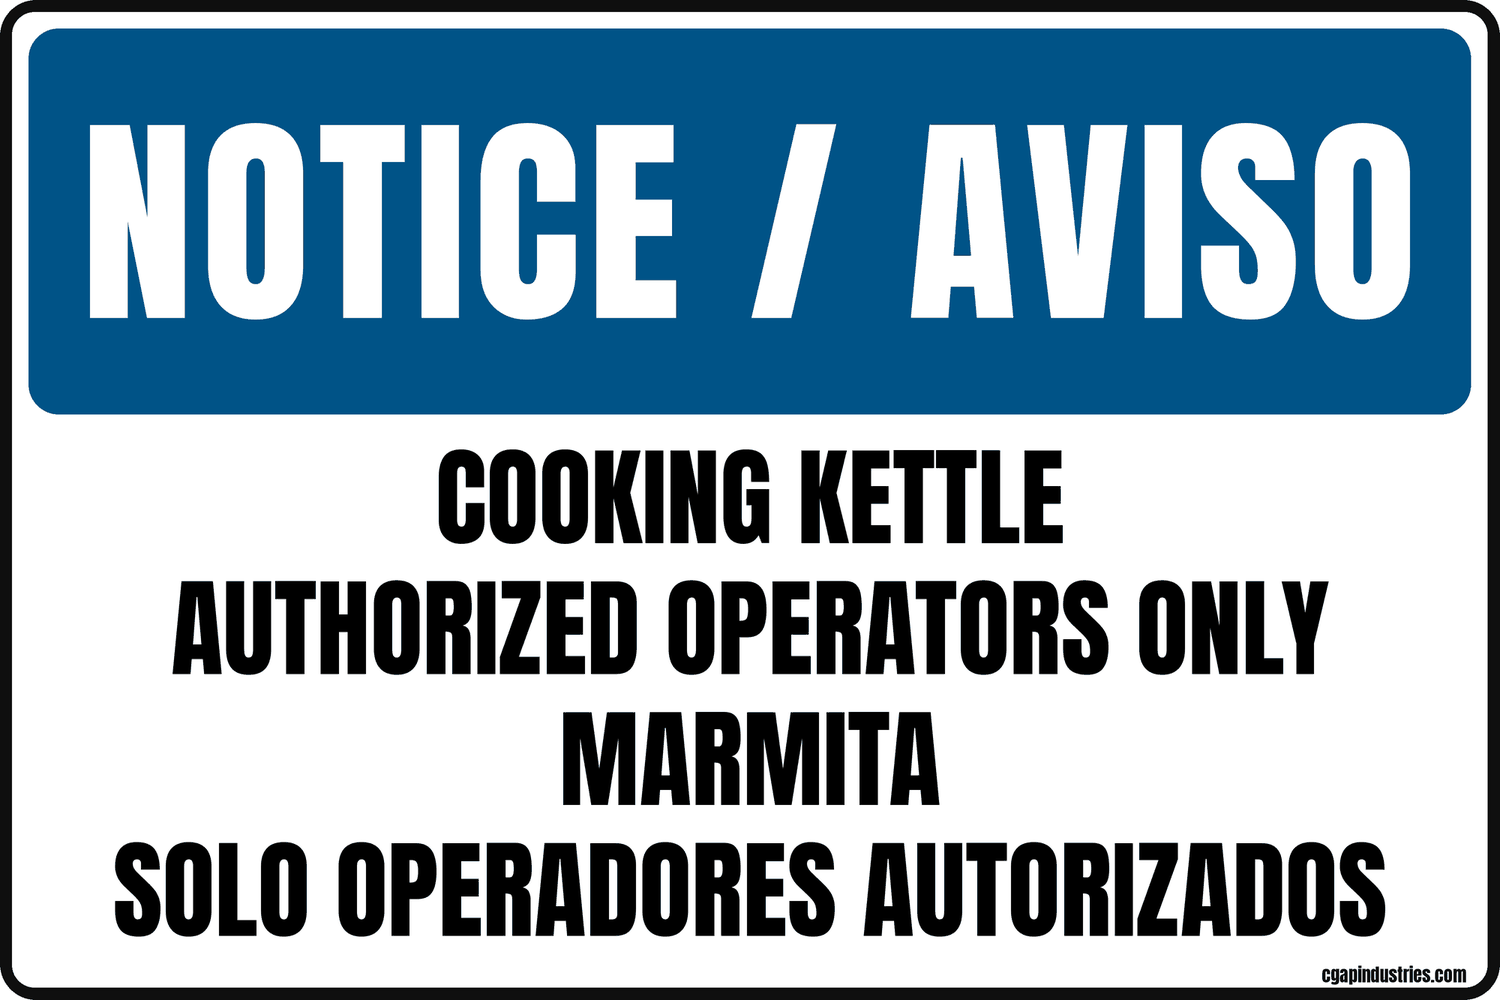 NOTICE / AVISO
COOKING KETTLE
AUTHORIZED OPERATORS ONLY
MARMITA
SOLO OPERADORES AUTORIZADOS
cgapindustries.com